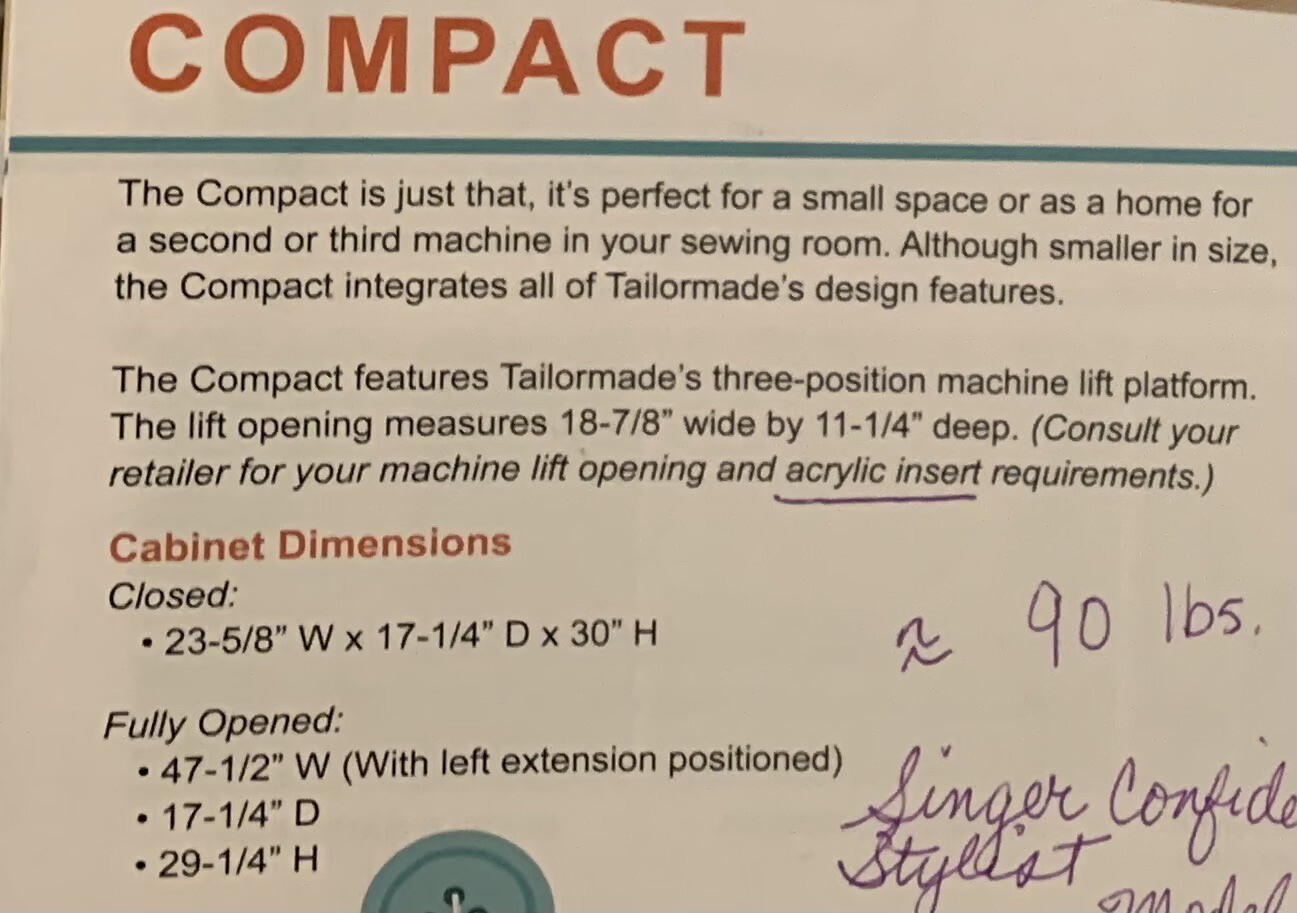 COMPACT
The Compact is just that, it's perfect for a small space or as a home for
a second or third machine in your sewing room. Although smaller in size,
the Compact integrates all of Tailormade's design features.
The Compact features Tailormade's three-position machine lift platform.
The lift opening measures 18-7/8" wide by 11-1/4" deep. (Consult your
retailer for your machine lift opening and acrylic insert requirements.)
Cabinet Dimensions
Closed:
• 23-5/8" W x 17-1/4" D x 30" H
≈ 90 lbs.
Fully Opened:
• 47-1/2" W (With left extension positioned)
• 17-1/4" D
• 29-1/4" H
Singer Confide
Stylist
Model